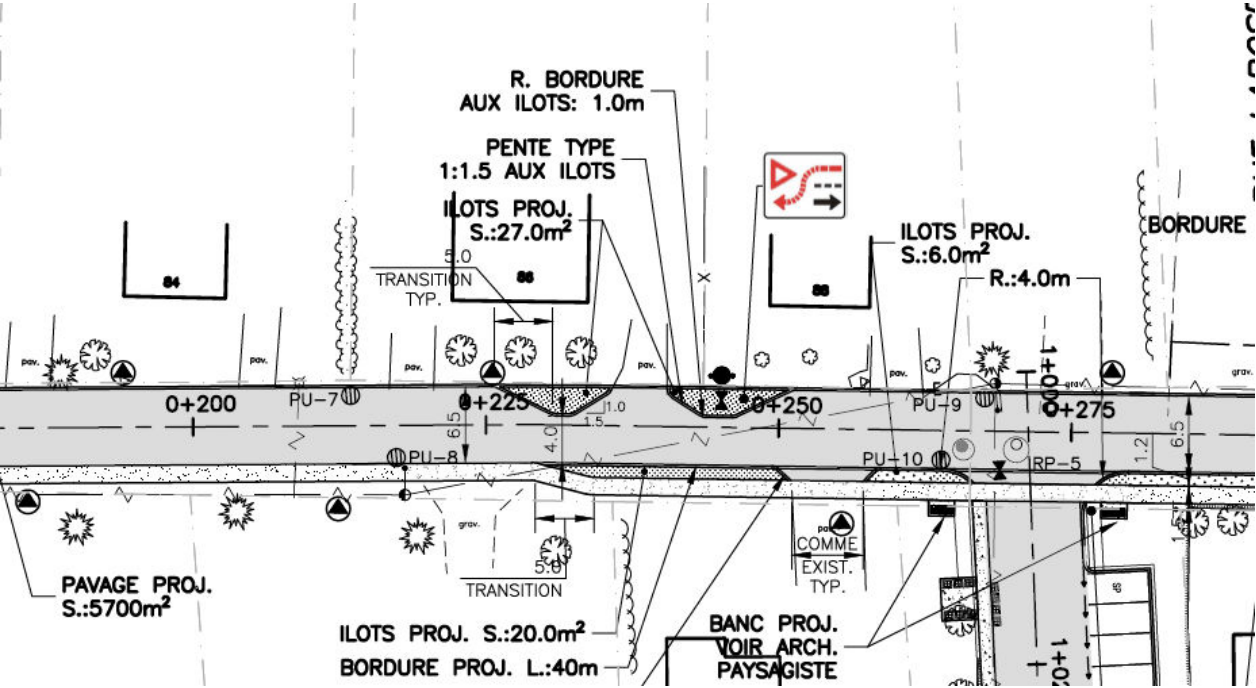 R. BORDURE
AUX ILOTS: 1.0m
PENTE TYPE
1:1.5 AUX ILOTS
ILOTS PROJ.
S.:27.0m²
ILOTS PROJ.
S.:6.0m²
BORDURE
R.:4.0m
5.0
TRANSITION
TYP.
84
86
88
pav.
pav.
pav.
pav.
pav.
grav.
grav.
X
E
0+200
PU-7
0+225
1.0
1.5
0+250
PU-9
1+000
0+275
6.5
4.0
1.2
6.5
PU-8
PU-10
RP-5
grav.
COMME
EXIST.
TYP.
5.0
TRANSITION
PAVAGE PROJ.
S.:5700m²
ILOTS PROJ. S.:20.0m²
BORDURE PROJ. L.:40m
BANC PROJ.
VOIR ARCH.
PAYSAGISTE